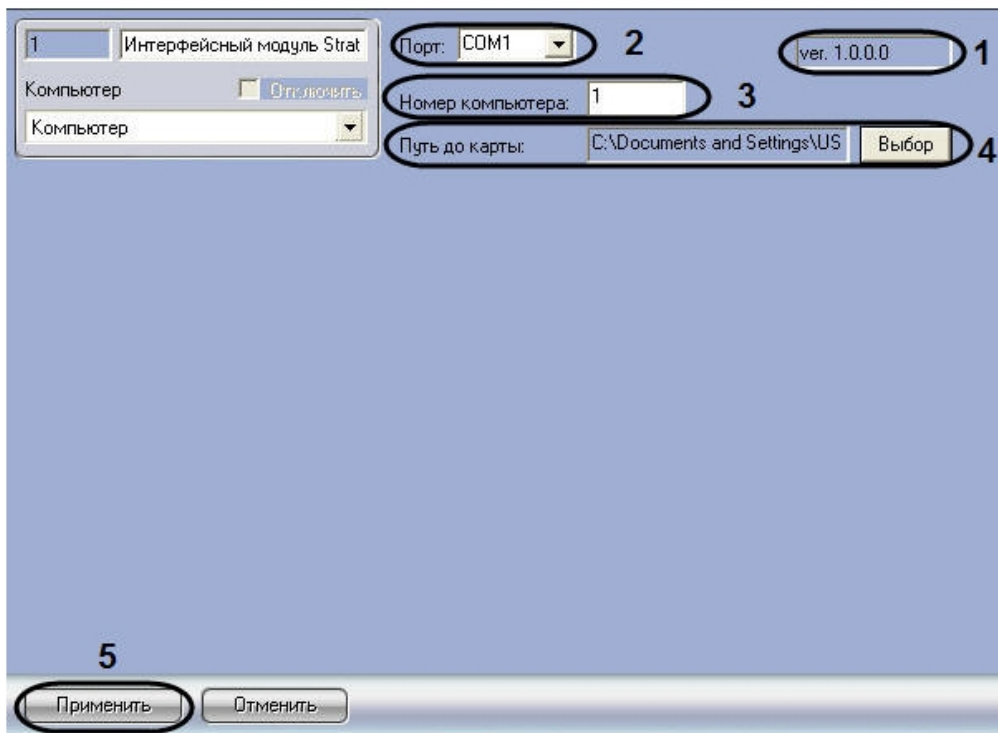 1 Интерфейсный модуль Strat
Компьютер Отключить
Компьютер
Порт: COM1 2
ver. 1.0.0.0 1
Номер компьютера: 1 3
Путь до карты: C:\Documents and Settings\US Выбор 4
5
Применить Отменить